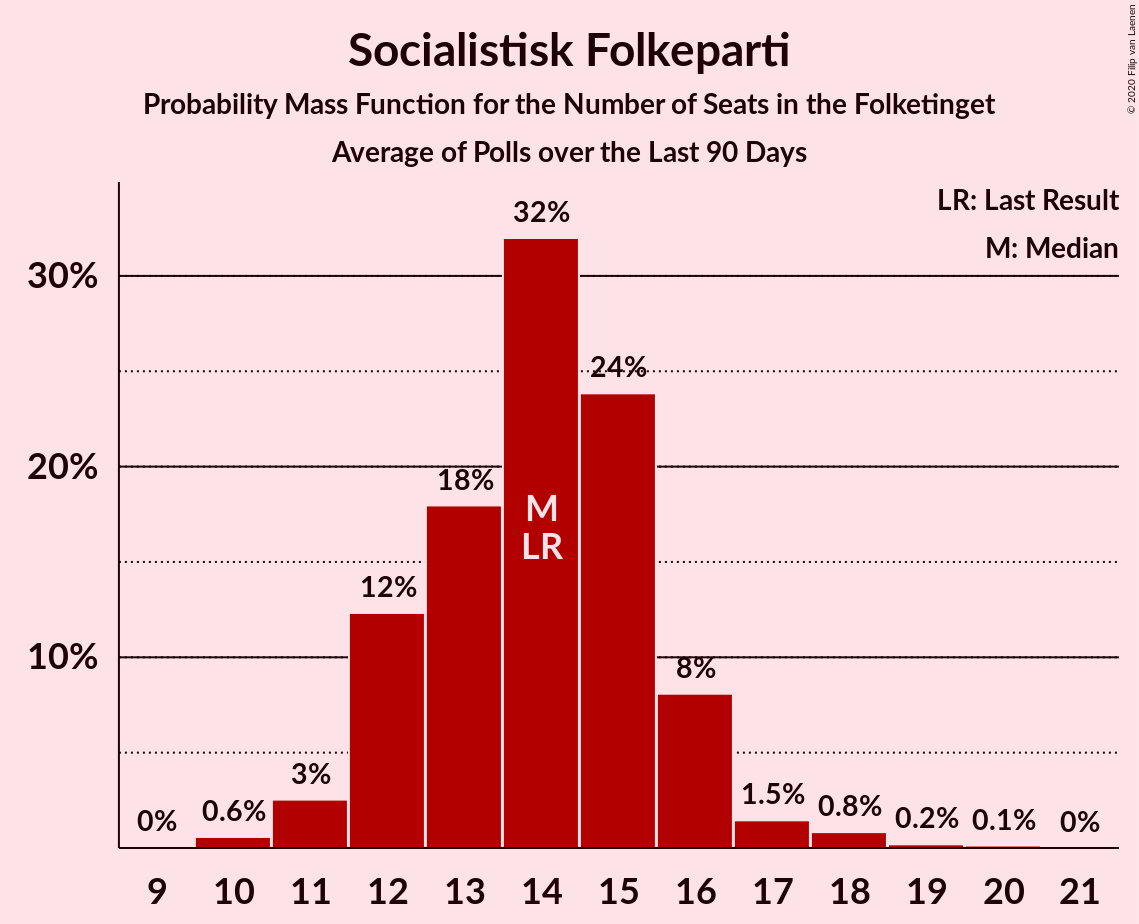 Socialistisk Folkeparti
Probability Mass Function for the Number of Seats in the Folketinget
Average of Polls over the Last 90 Days
© 2020 Filip van Laenen
LR: Last Result
M: Median
32%
30%
24%
20%
18%
M
LR
12%
10%
8%
3%
1.5%
0.8%
0.6%
0.2%
0.1%
0%
0%
9 10 11 12 13 14 15 16 17 18 19 20 21